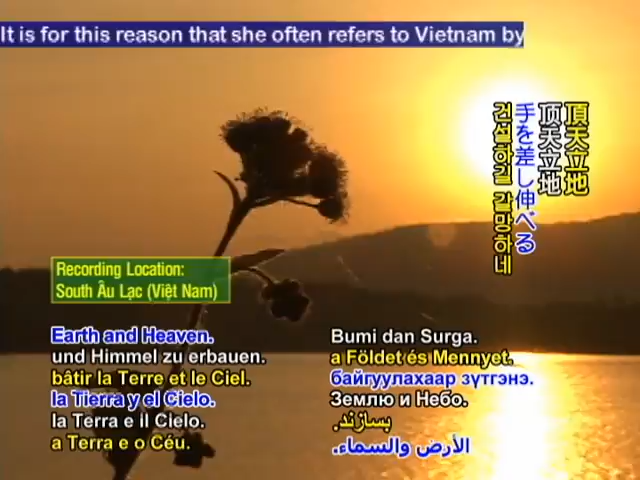 It is for this reason that she often refers to Vietnam by
頂天立地
顶天立地
手を差し伸べる
건설하길 갈망하네
Recording Location:
South Âu Lạc (Việt Nam)
Earth and Heaven.
und Himmel zu erbauen.
bâtir la Terre et le Ciel.
la Tierra y el Cielo.
la Terra e il Cielo.
a Terra e o Céu.
Bumi dan Surga.
a Földet és Mennyet.
байгуулахаар зүтгэнэ.
Землю и Небо.
بسازند.
الأرض والسماء.